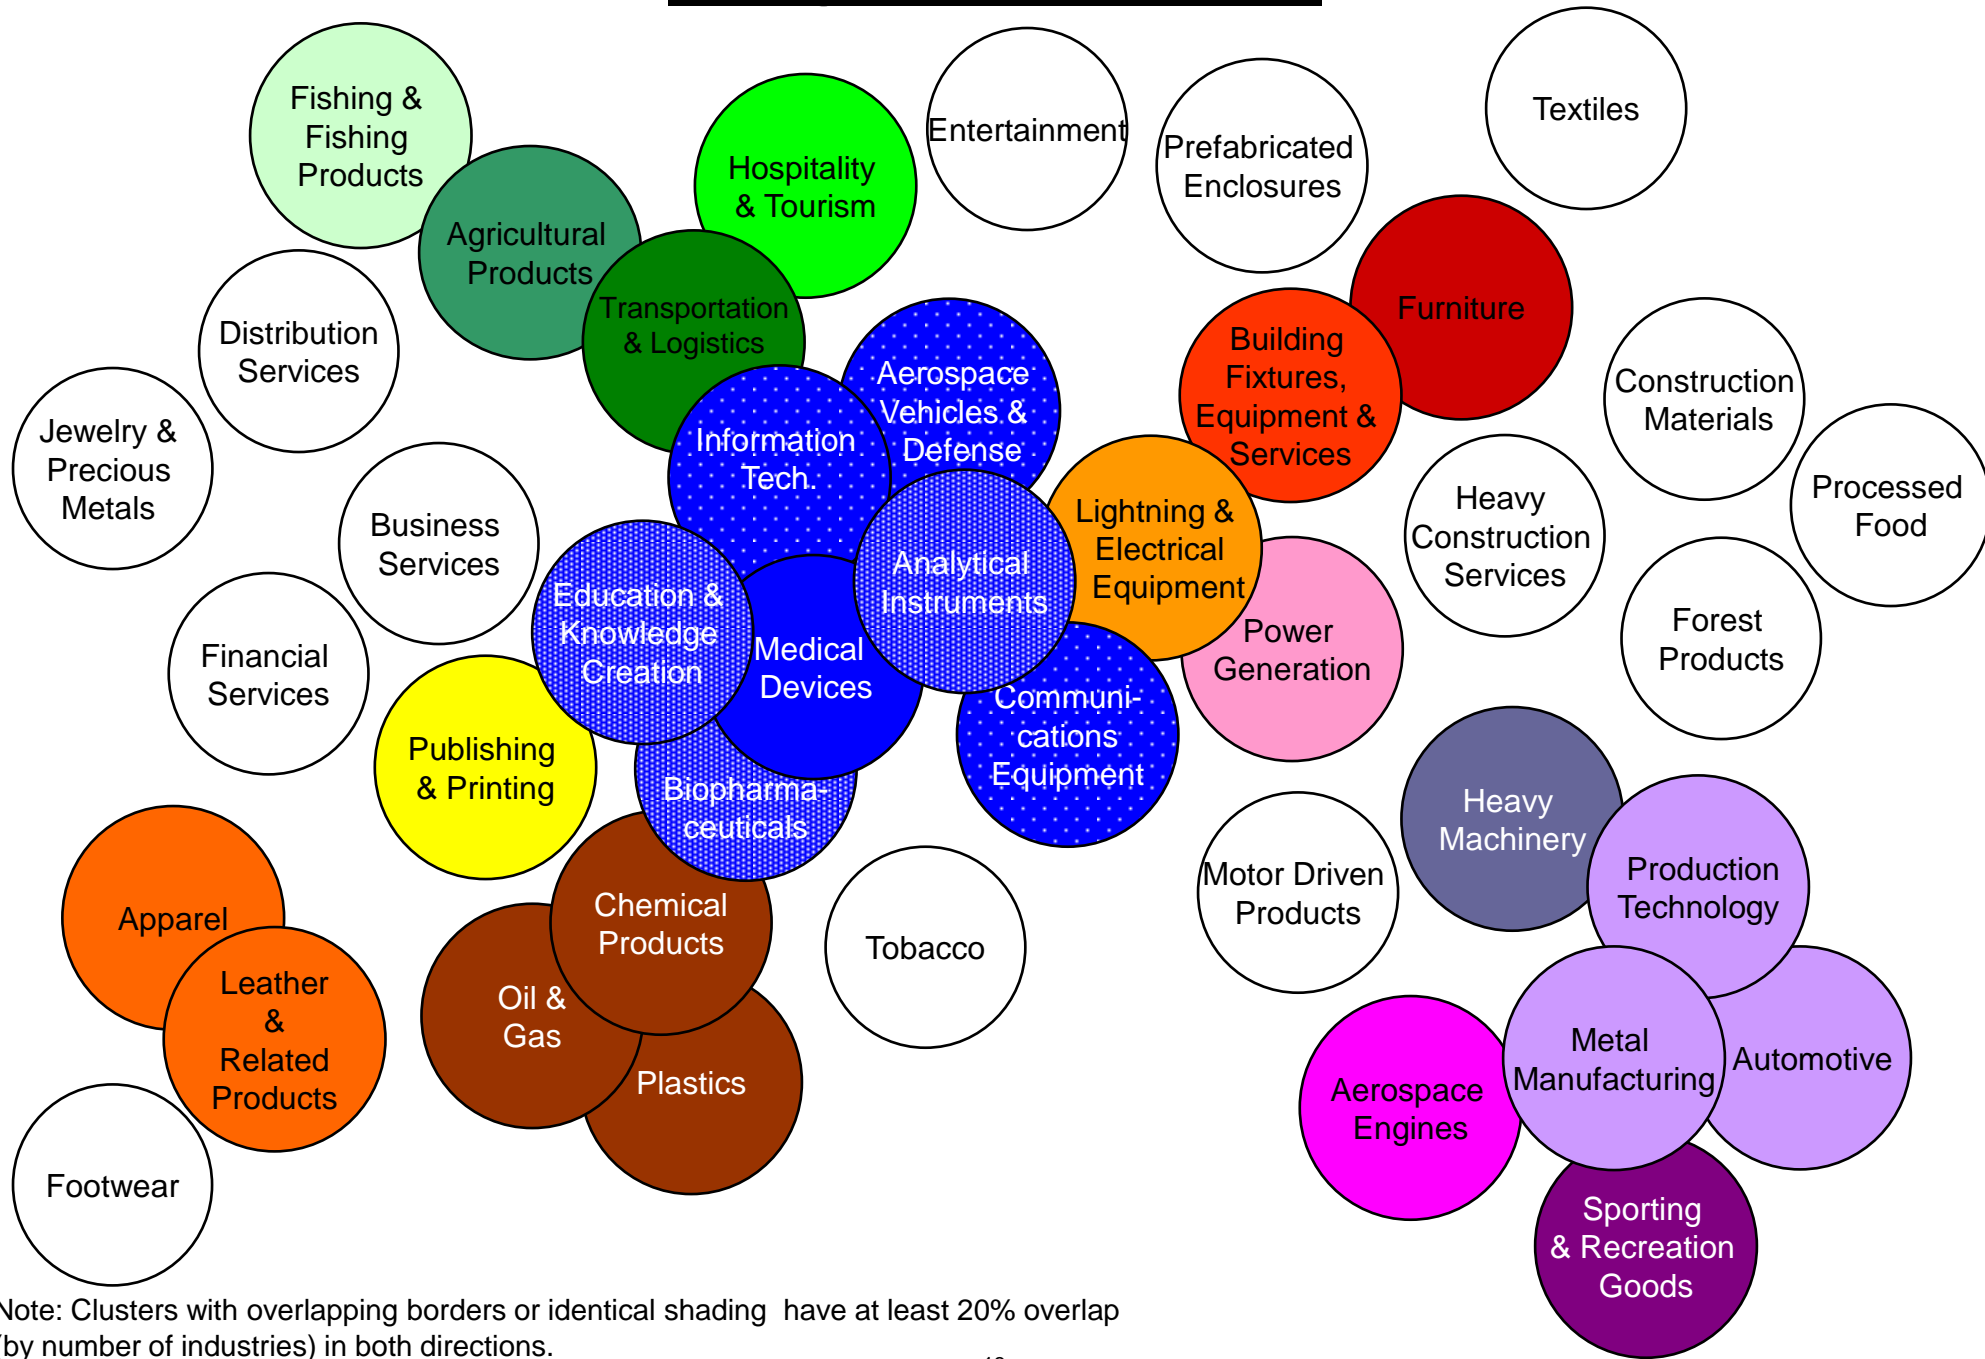 Fishing &
Fishing
Products
Entertainment
Textiles
Prefabricated
Enclosures
Hospitality
& Tourism
Agricultural
Products
Transportation
& Logistics
Furniture
Distribution
Services
Building
Fixtures,
Equipment &
Services
Aerospace
Vehicles &
Defense
Construction
Materials
Jewelry &
Precious
Metals
Information
Tech.
Processed
Food
Business
Services
Lightning &
Electrical
Equipment
Heavy
Construction
Services
Analytical
Instruments
Education &
Knowledge
Creation
Medical
Devices
Power
Generation
Forest
Products
Financial
Services
Communi-
cations
Equipment
Publishing
& Printing
Biopharma-
ceuticals
Heavy
Machinery
Motor Driven
Products
Production
Technology
Apparel
Chemical
Products
Tobacco
Leather
&
Related
Products
Oil &
Gas
Plastics
Metal
Manufacturing
Automotive
Aerospace
Engines
Footwear
Sporting
& Recreation
Goods
Note: Clusters with overlapping borders or identical shading  have at least 20% overlap
(by number of industries) in both directions.